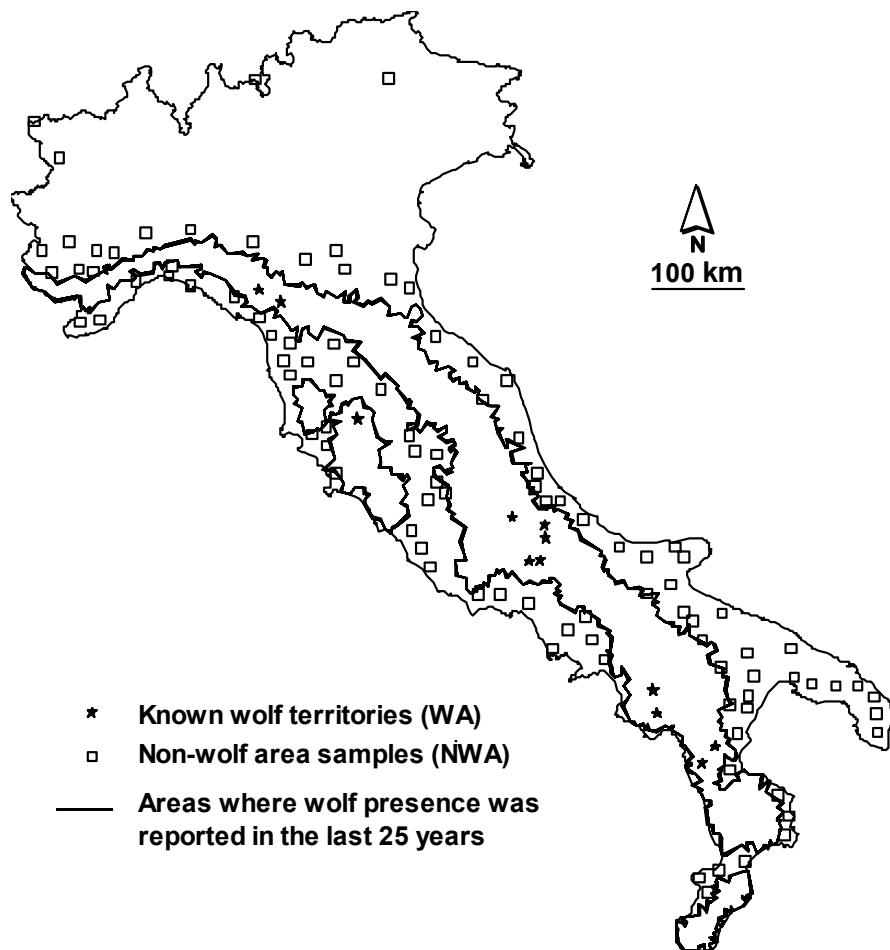 N
100 km
Known wolf territories (WA)
Non-wolf area samples (NWA)
Areas where wolf presence was
reported in the last 25 years